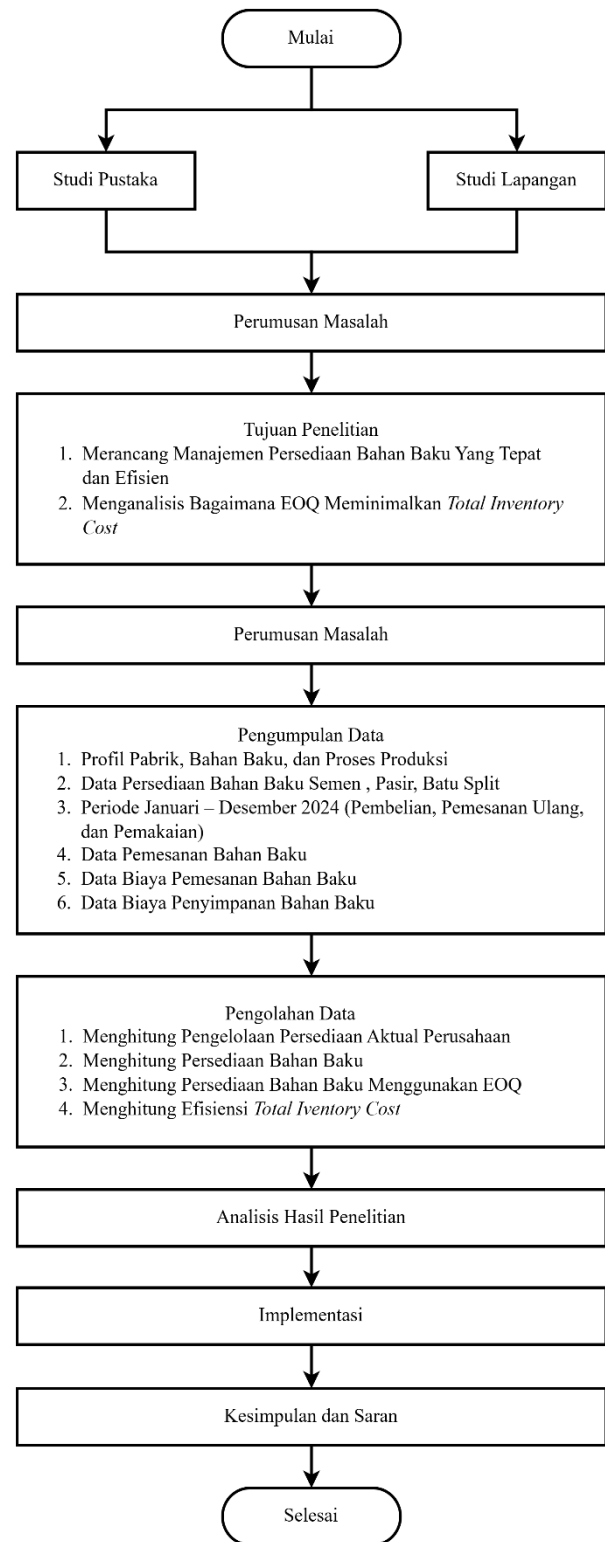 Mulai
Studi Pustaka
Studi Lapangan
Perumusan Masalah
Tujuan Penelitian
1. Merancang Manajemen Persediaan Bahan Baku Yang Tepat
dan Efisien
2. Menganalisis Bagaimana EOQ Meminimalkan Total Inventory
Cost
Perumusan Masalah
Pengumpulan Data
1. Profil Pabrik, Bahan Baku, dan Proses Produksi
2. Data Persediaan Bahan Baku Semen , Pasir, Batu Split
3. Periode Januari – Desember 2024 (Pembelian, Pemesanan Ulang,
dan Pemakaian)
4. Data Pemesanan Bahan Baku
5. Data Biaya Pemesanan Bahan Baku
6. Data Biaya Penyimpanan Bahan Baku
Pengolahan Data
1. Menghitung Pengelolaan Persediaan Aktual Perusahaan
2. Menghitung Persediaan Bahan Baku
3. Menghitung Persediaan Bahan Baku Menggunakan EOQ
4. Menghitung Efisiensi Total Iventory Cost
Analisis Hasil Penelitian
Implementasi
Kesimpulan dan Saran
Selesai